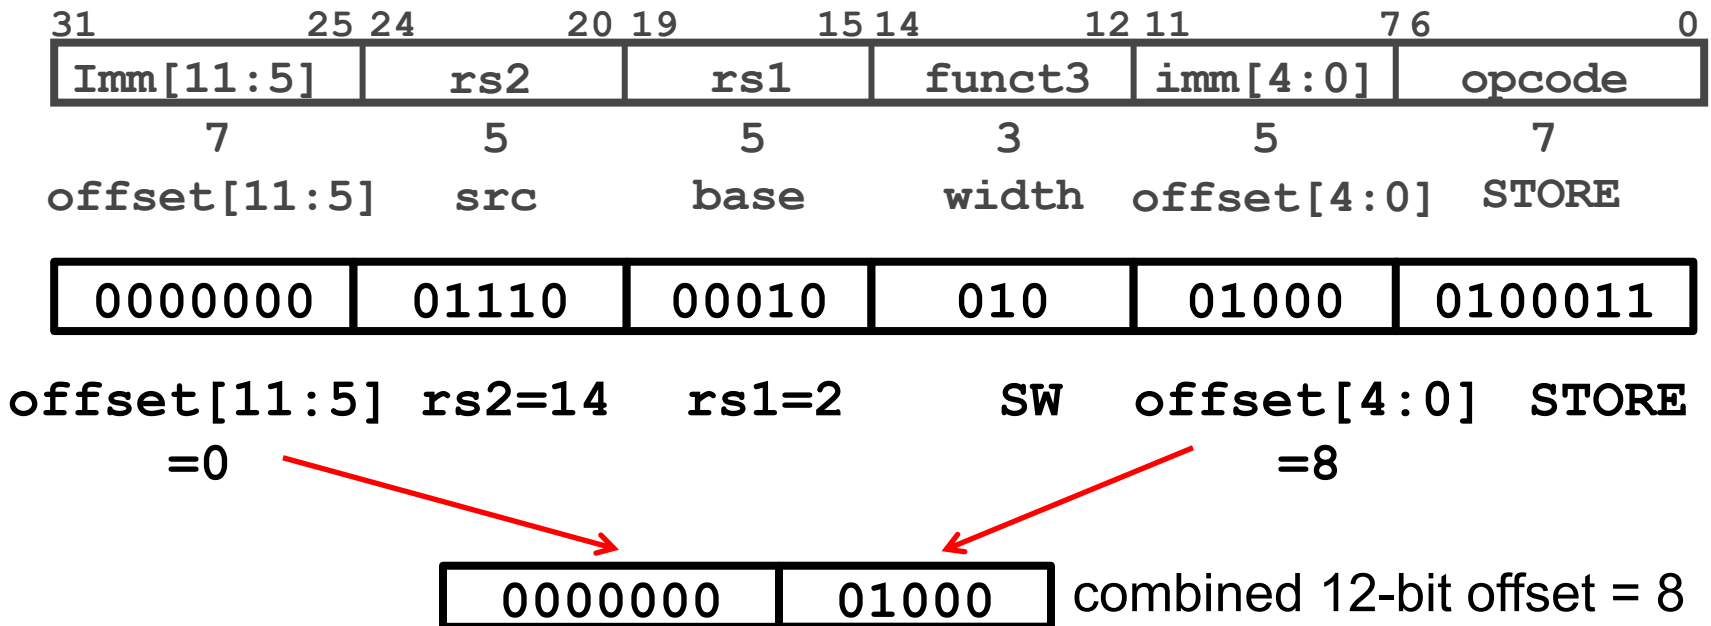 31 25 24 20 19 15 14 12 11 7 6 0
Imm[11:5] rs2 rs1 funct3 imm[4:0] opcode
7 5 5 3 5 7
offset[11:5] src base width offset[4:0] STORE
0000000 01110 00010 010 01000 0100011
offset[11:5] rs2=14 rs1=2 SW offset[4:0] STORE
=0 =8
0000000 01000 combined 12-bit offset = 8